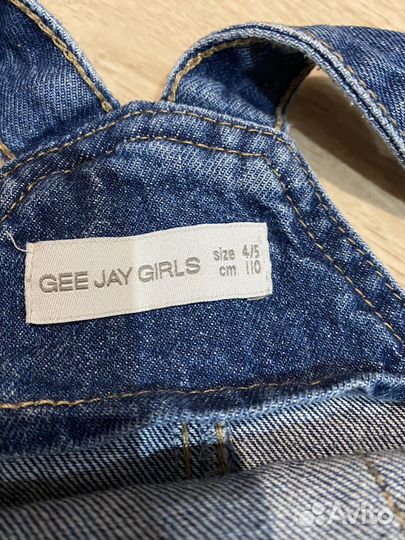 GEE JAY GIRLS
size 4/5
cm 110
Avito